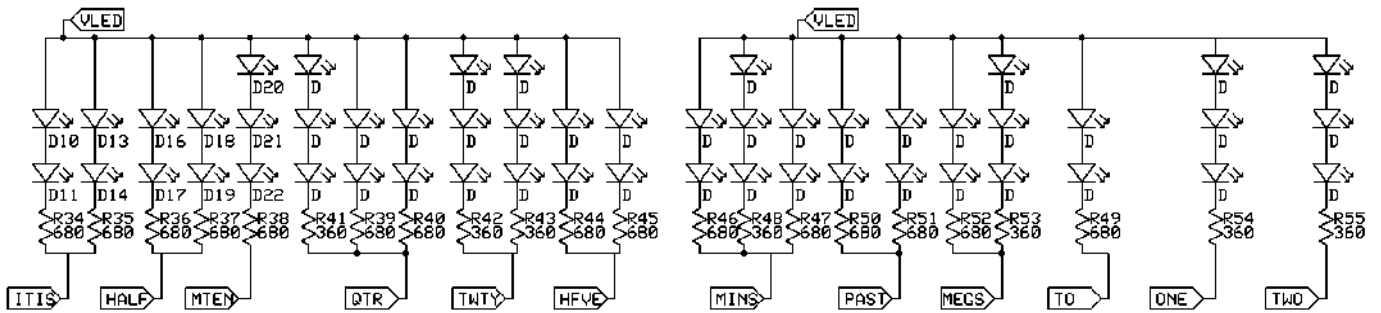 VLED VLED
D20 D D D D D D D
D10 D13 D16 D18 D21 D D D D D D D D D D D D D D D D D
D11 D14 D17 D19 D22 D D D D D D D D D D D D D D D D D
R34 R35 R36 R37 R38 R41 R39 R40 R42 R43 R44 R45 R46 R48 R47 R50 R51 R52 R53 R49 R54 R55
680 680 680 680 680 360 680 680 360 360 680 680 680 360 680 680 680 680 360 680 360 360
ITIS HALF MTEN QTR TWTY HFVE MINS PAST MEGS TO ONE TWO